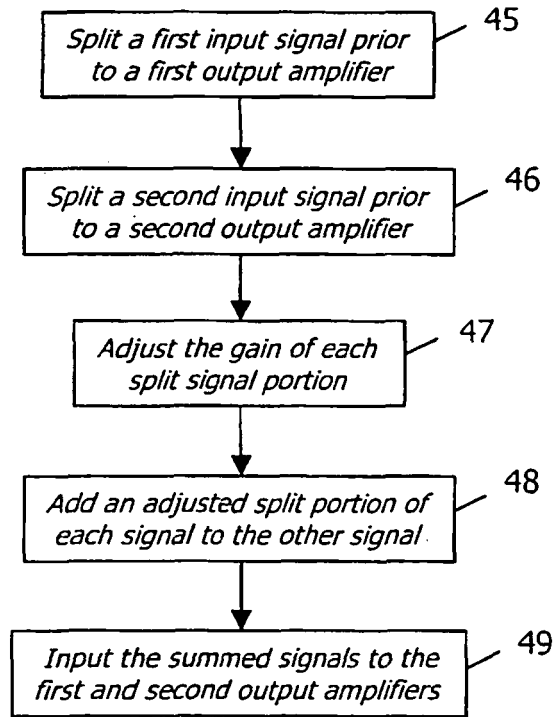 Split a first input signal prior
to a first output amplifier
45
Split a second input signal prior
to a second output amplifier
46
Adjust the gain of each
split signal portion
47
Add an adjusted split portion of
each signal to the other signal
48
Input the summed signals to the
first and second output amplifiers
49